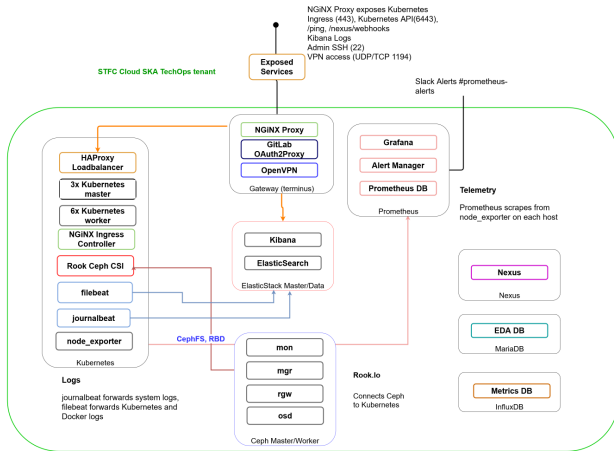 NGiNX Proxy exposes Kubernetes
Ingress (443), Kubernetes API(6443),
/ping, /nexus/webhooks
Kibana Logs
Admin SSH (22)
VPN access (UDP/TCP 1194)
STFC Cloud SKA TechOps tenant
Exposed
Services
Slack Alerts #prometheus-
alerts
HAProxy
Loadbalancer
3x Kubernetes
master
6x Kubernetes
worker
NGiNX Ingress
Controller
Rook Ceph CSI
filebeat
journalbeat
node_exporter
Kubernetes
NGiNX Proxy
GitLab
OAuth2Proxy
OpenVPN
Gateway (terminus)
Grafana
Alert Manager
Prometheus DB
Prometheus
Telemetry
Prometheus scrapes from
node_exporter on each host
Kibana
ElasticSearch
ElasticStack Master/Data
Nexus
Nexus
EDA DB
MariaDB
Metrics DB
InfluxDB
CephFS, RBD
mon
mgr
rgw
osd
Ceph Master/Worker
Rook.Io
Connects Ceph
to Kubernetes
Logs
journalbeat forwards system logs,
filebeat forwards Kubernetes and
Docker logs